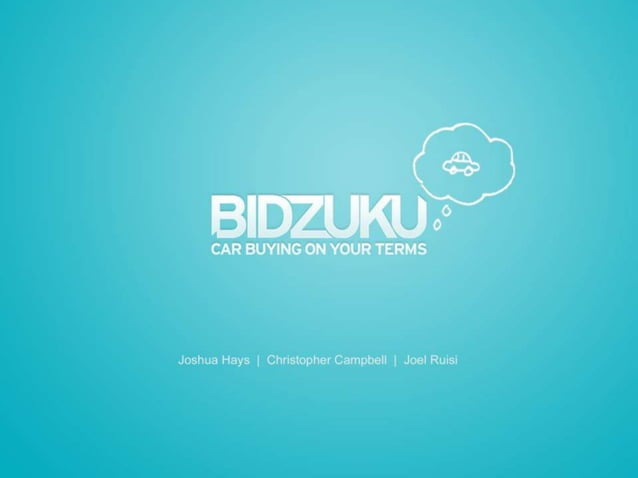 BIDZUKU
CAR BUYING ON YOUR TERMS
Joshua Hays | Christopher Campbell | Joel Ruisi